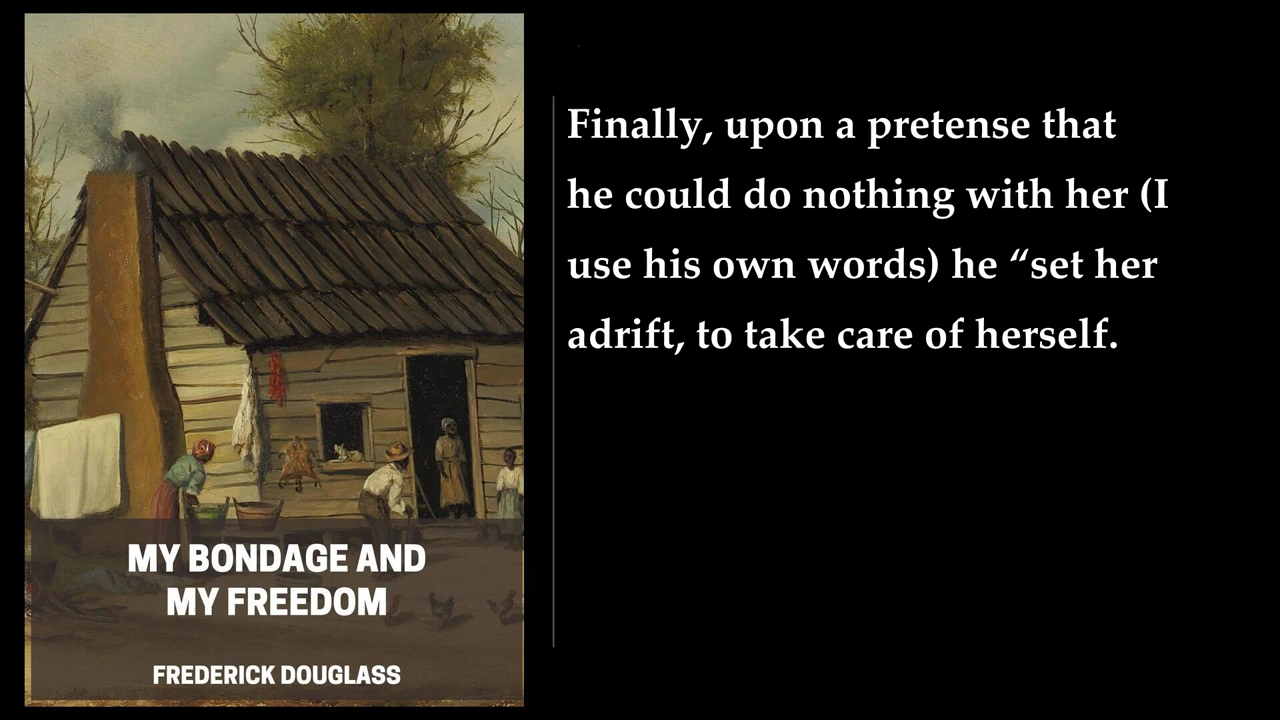 MY BONDAGE AND
MY FREEDOM
FREDERICK DOUGLASS
Finally, upon a pretense that
he could do nothing with her (I
use his own words) he “set her
adrift, to take care of herself.